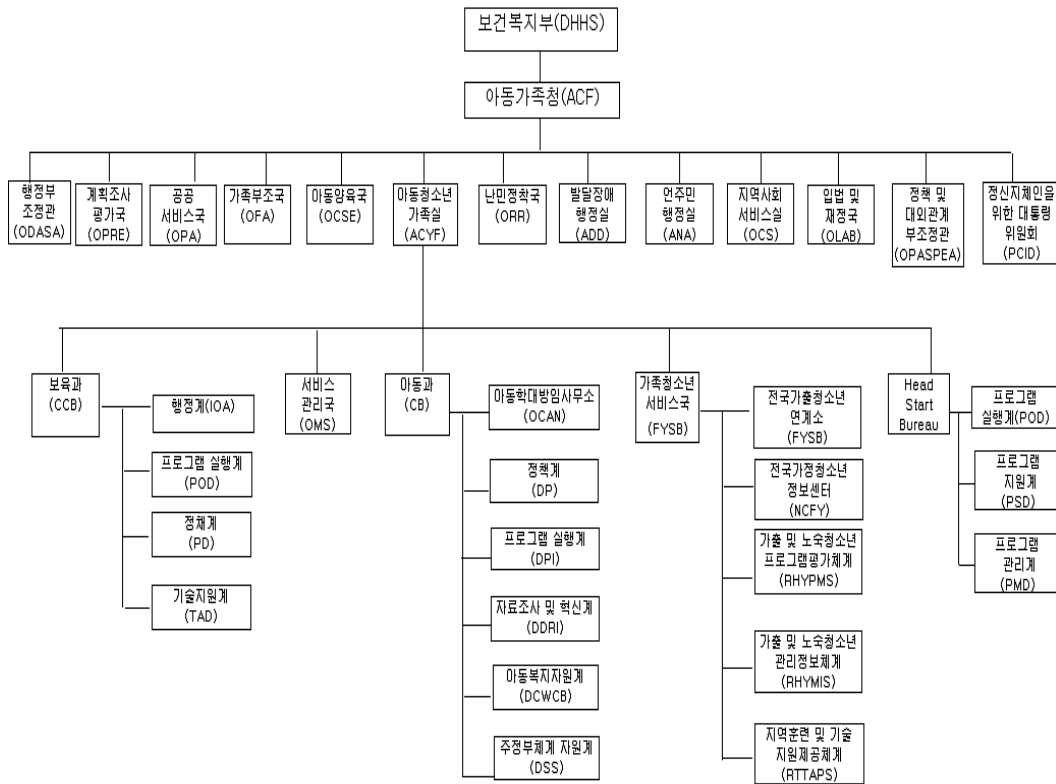 보건복지부(DHHS)
아동가족청(ACF)
행정부
조정관
(ODASA)
계획조사
평가국
(OPRE)
공공
서비스국
(OPA)
가족부조국
(OFA)
아동양육국
(OCSE)
아동청소년
가족실
(ACYF)
난민정착국
(ORR)
발달장애
행정실
(ADD)
언주민
행정실
(ANA)
지역사회
서비스실
(OCS)
입법 및
재정국
(OLAB)
정책 및
대외관계
부조정관
(OPASPEA)
정신지체인을
위한 대통령
위원회
(PCID)
보육과
(CCB)
행정계(IOA)
프로그램 실행계
(POD)
정채계
(PD)
기술지원계
(TAD)
서비스
관리국
(OMS)
아동과
(CB)
아동학대방임사무소
(OCAN)
정책계
(DP)
프로그램 실행계
(DPI)
자료조사 및 혁신계
(DDRI)
아동복지자원계
(DCWCB)
주정부체계 자원계
(DSS)
가족청소년
서비스국
(FYSB)
전국가출청소년
연계소
(FYSB)
전국가정청소년
정보센터
(NCFY)
가출 및 노숙청소년
프로그램평가체계
(RHYPMS)
가출 및 노숙청소년
관리정보체계
(RHYMIS)
지역훈련 및 기술
지원제공체계
(RTTAPS)
Head
Start
Bureau
프로그램
실행계(POD)
프로그램
지원계
(PSD)
프로그램
관리계
(PMD)